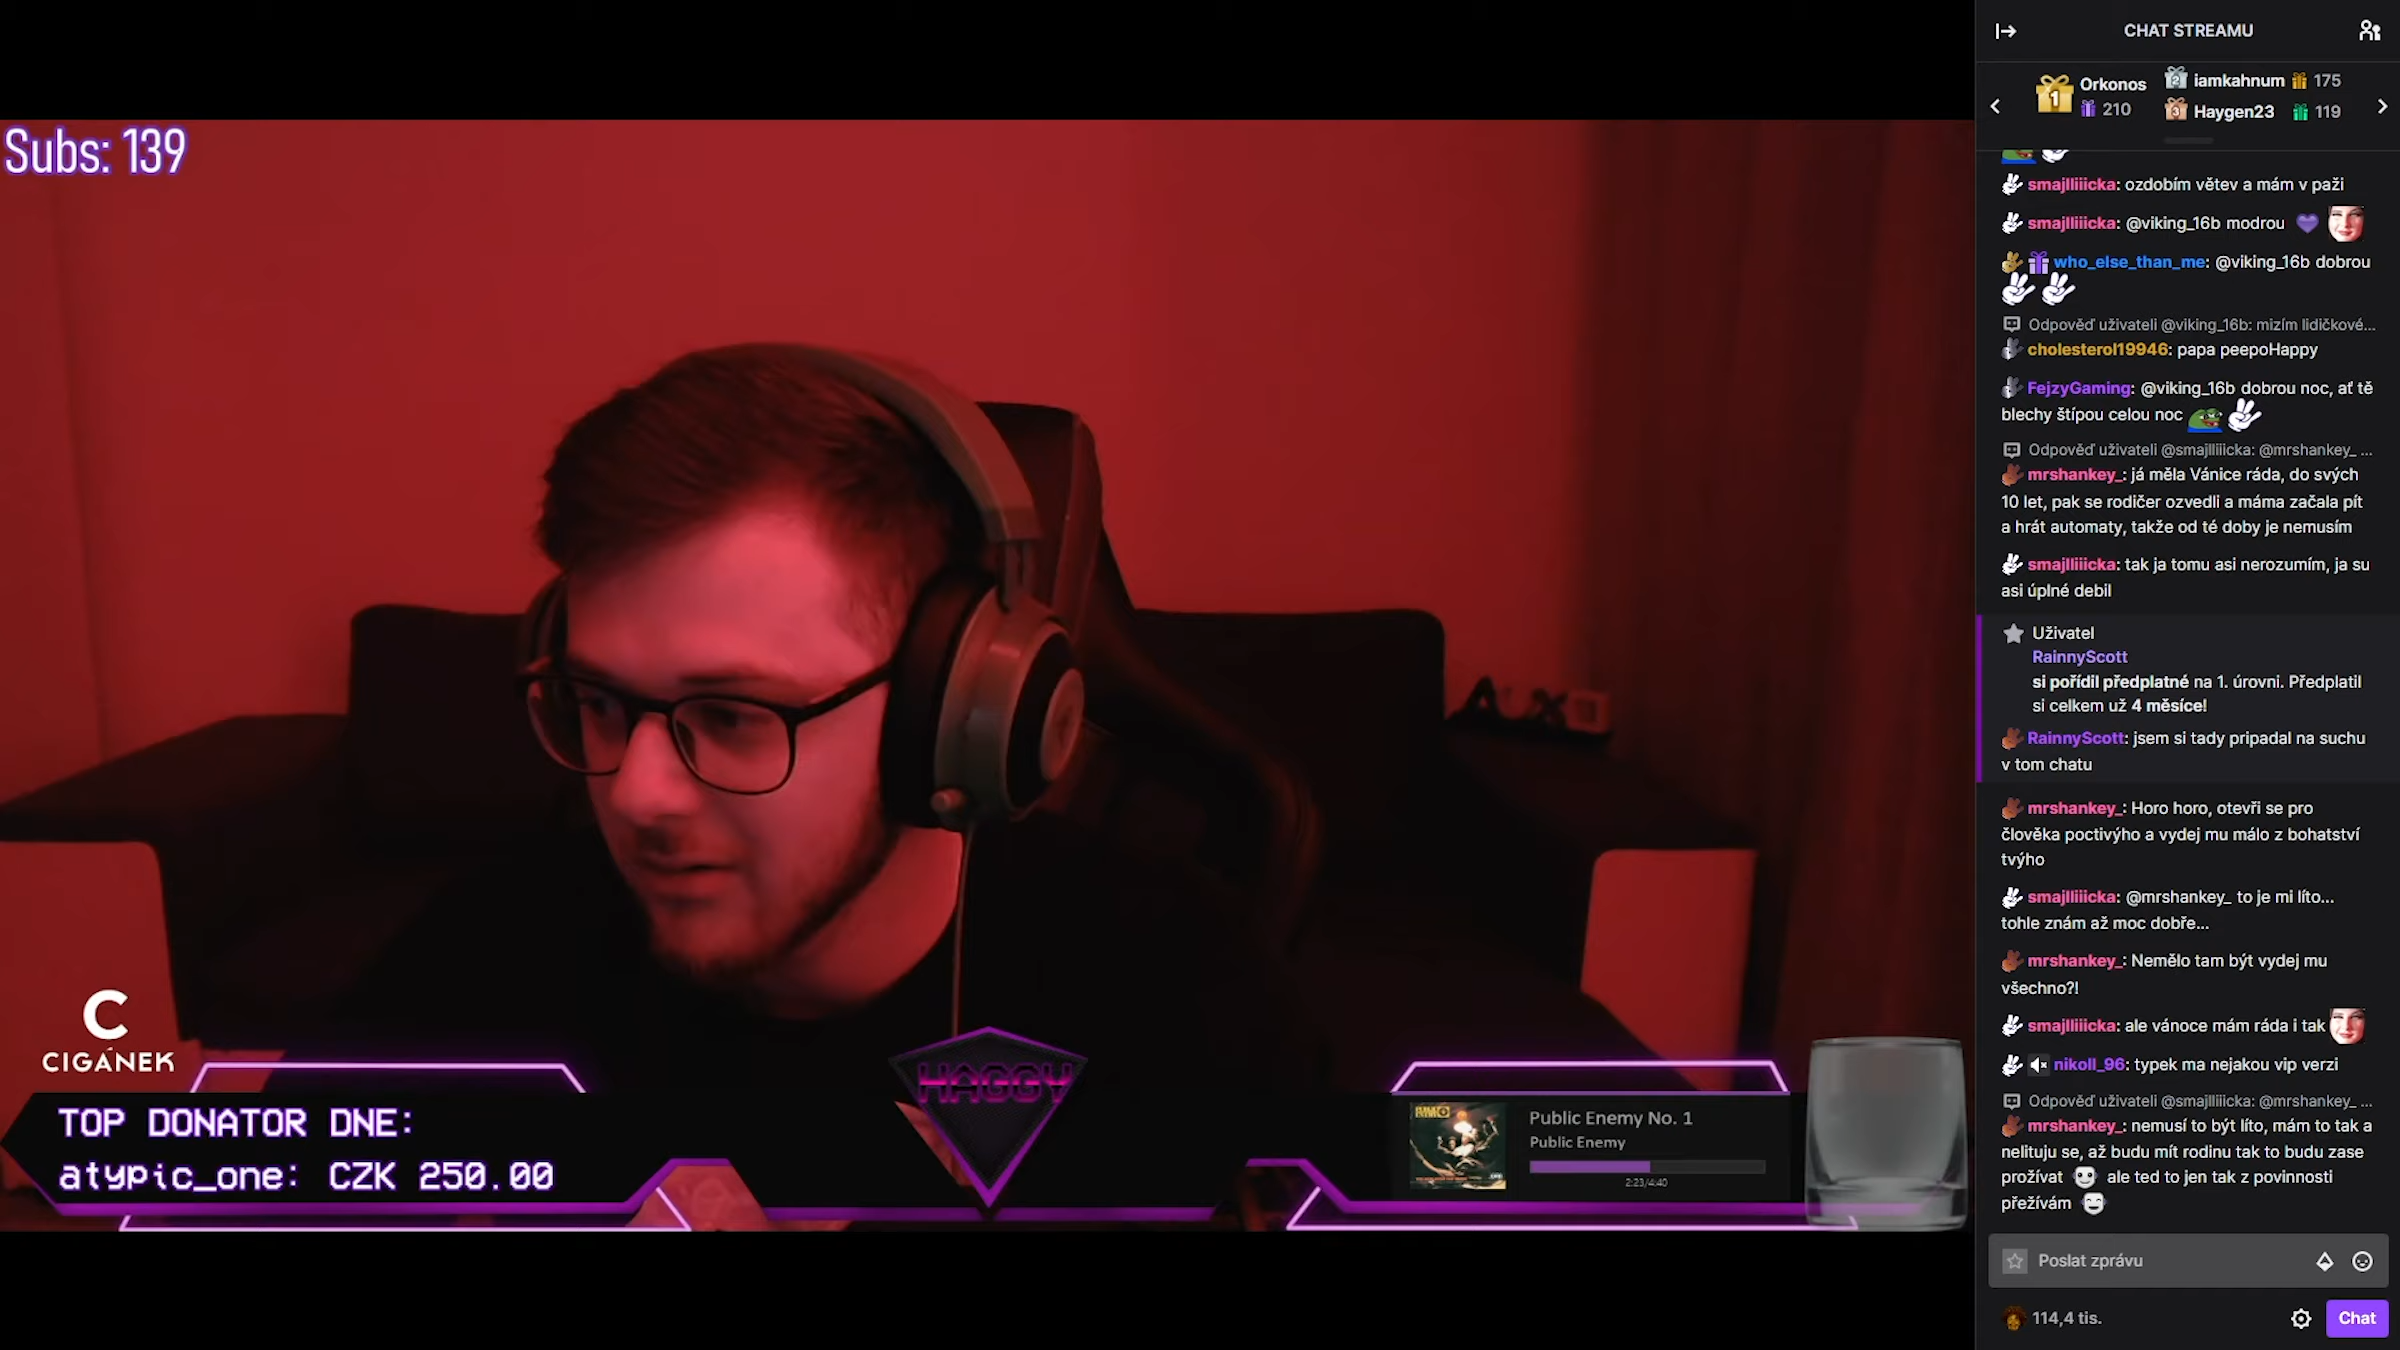 Subs: 139
CIGÁNEK
TOP DONATOR DNE:
atypic_one: CZK 250.00
HAGGY
Public Enemy No. 1
Public Enemy
2:23/4:40
CHAT STREAMU
1 Orkonos
210
2 iamkahnum 175
3 Haygen23 119
smajlliiicka: ozdobím větev a mám v paži
smajlliiicka: @viking_16b modrou
who_else_than_me: @viking_16b dobrou
Odpověď uživateli @viking_16b: mizím lidičkové...
cholesterol19946: papa peepoHappy
FejzyGaming: @viking_16b dobrou noc, ať tě
blechy štípou celou noc
Odpověď uživateli @smajlliiicka: @mrshankey_ ...
mrshankey_: já měla Vánice ráda, do svých
10 let, pak se rodičer ozvedli a máma začala pít
a hrát automaty, takže od té doby je nemusím
smajlliiicka: tak ja tomu asi nerozumím, ja su
asi úplné debil
Uživatel
RainnyScott
si pořídil předplatné na 1. úrovni. Předplatil
si celkem už 4 měsíce!
RainnyScott: jsem si tady pripadal na suchu
v tom chatu
mrshankey_: Horo horo, otevři se pro
člověka poctivýho a vydej mu málo z bohatství
tvýho
smajlliiicka: @mrshankey_ to je mi líto...
tohle znám až moc dobře...
mrshankey_: Nemělo tam být vydej mu
všechno?!
smajlliiicka: ale vánoce mám ráda i tak
nikoll_96: typek ma nejakou vip verzi
Odpověď uživateli @smajlliiicka: @mrshankey_ ...
mrshankey_: nemusí to být líto, mám to tak a
nelituju se, až budu mít rodinu tak to budu zase
prožívat ale ted to jen tak z povinnosti
přežívám
Poslat zprávu
114,4 tis.
Chat